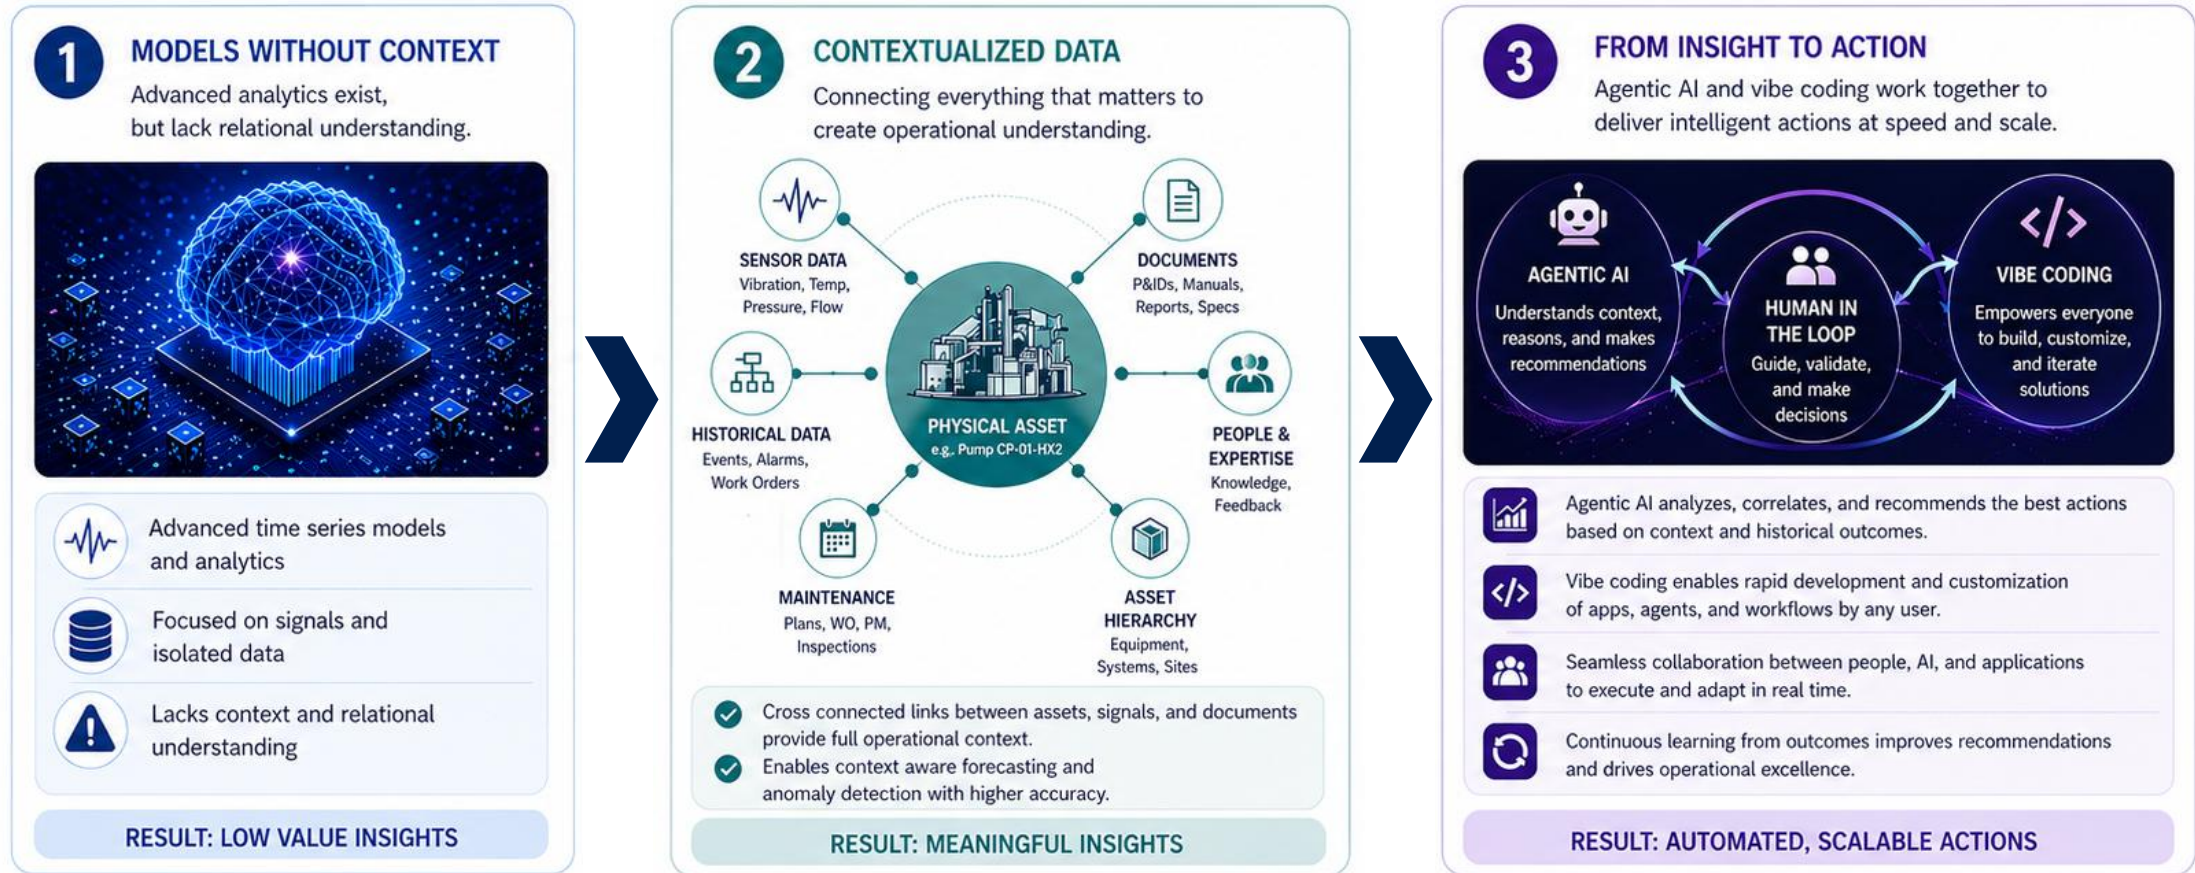 1
MODELS WITHOUT CONTEXT
Advanced analytics exist,
but lack relational understanding.
Advanced time series models
and analytics
Focused on signals and
isolated data
Lacks context and relational
understanding
RESULT: LOW VALUE INSIGHTS
2
CONTEXTUALIZED DATA
Connecting everything that matters to
create operational understanding.
SENSOR DATA
Vibration, Temp,
Pressure, Flow
DOCUMENTS
P&IDs, Manuals,
Reports, Specs
HISTORICAL DATA
Events, Alarms,
Work Orders
PHYSICAL ASSET
e.g,. Pump CP-01-HX2
PEOPLE &
EXPERTISE
Knowledge,
Feedback
MAINTENANCE
Plans, WO, PM,
Inspections
ASSET
HIERARCHY
Equipment,
Systems, Sites
Cross connected links between assets, signals, and documents
provide full operational context.
Enables context aware forecasting and
anomaly detection with higher accuracy.
RESULT: MEANINGFUL INSIGHTS
3
FROM INSIGHT TO ACTION
Agentic AI and vibe coding work together to
deliver intelligent actions at speed and scale.
AGENTIC AI
Understands context,
reasons, and makes
recommendations
HUMAN IN
THE LOOP
Guide, validate,
and make
decisions
</>
VIBE CODING
Empowers everyone
to build, customize,
and iterate
solutions
Agentic AI analyzes, correlates, and recommends the best actions
based on context and historical outcomes.
</>
Vibe coding enables rapid development and customization
of apps, agents, and workflows by any user.
Seamless collaboration between people, AI, and applications
to execute and adapt in real time.
Continuous learning from outcomes improves recommendations
and drives operational excellence.
RESULT: AUTOMATED, SCALABLE ACTIONS